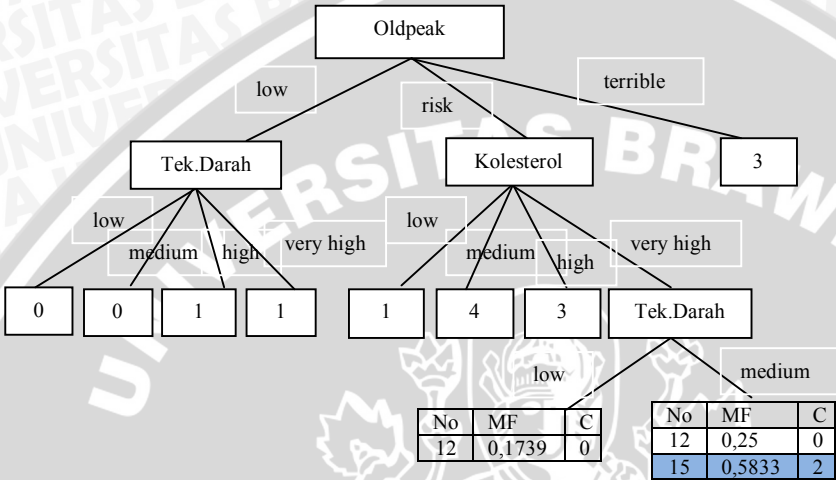 Oldpeak
low
risk
terrible
Tek.Darah
Kolesterol
3
low
medium
high
very high
low
medium
high
very high
0
0
1
1
1
4
3
Tek.Darah
low
medium
No MF C
12 0,1739 0
No MF C
12 0,25 0
15 0,5833 2
UNIVERSITAS BRAW